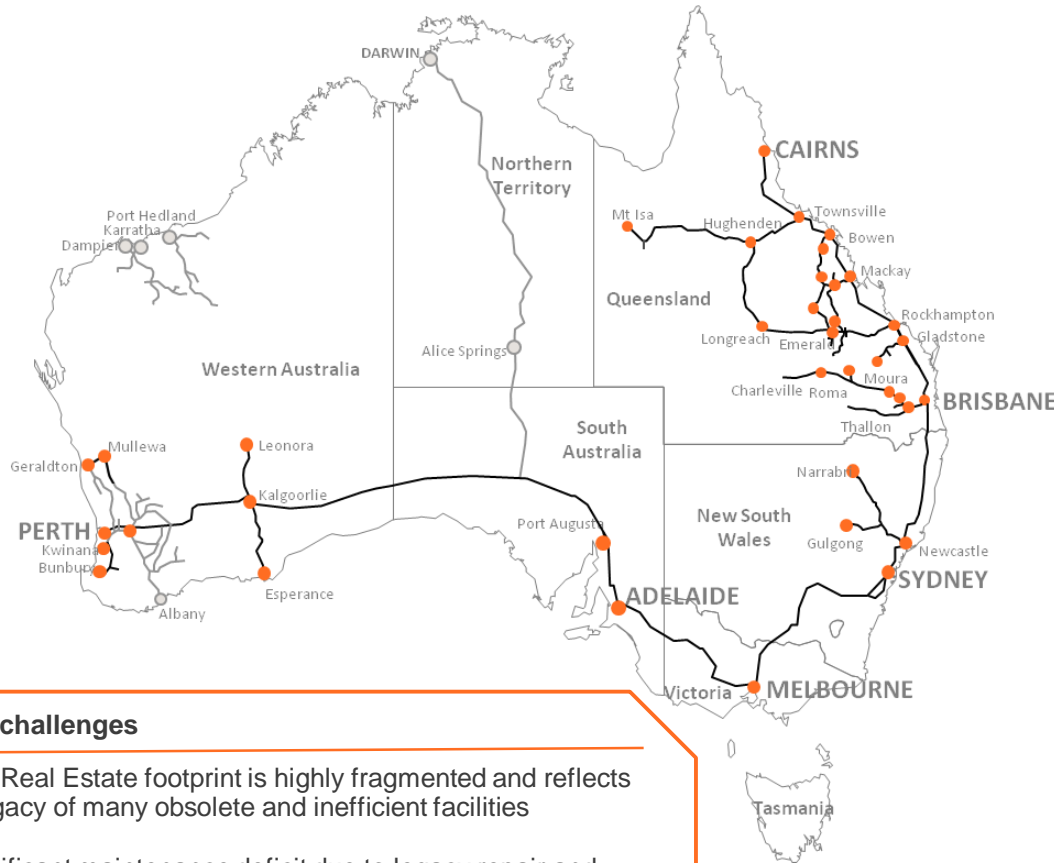 DARWIN
CAIRNS
Northern
Territory
Port Hedland
Karratha
Dampier
Mt Isa
Hughenden
Townsville
Bowen
Mackay
Queensland
Rockhampton
Gladstone
Longreach
Emerald
Alice Springs
Western Australia
Moura
Charleville
Roma
BRISBANE
Thallon
South
Australia
Mullewa
Geraldton
Leonora
Narrabri
Kalgoorlie
New South
Wales
Port Augusta
PERTH
Kwinana
Bunbury
Gulgong
Newcastle
SYDNEY
Esperance
ADELAIDE
Albany
Victoria
MELBOURNE
challenges
Real Estate footprint is highly fragmented and reflects
gacy of many obsolete and inefficient facilities
Tasmania